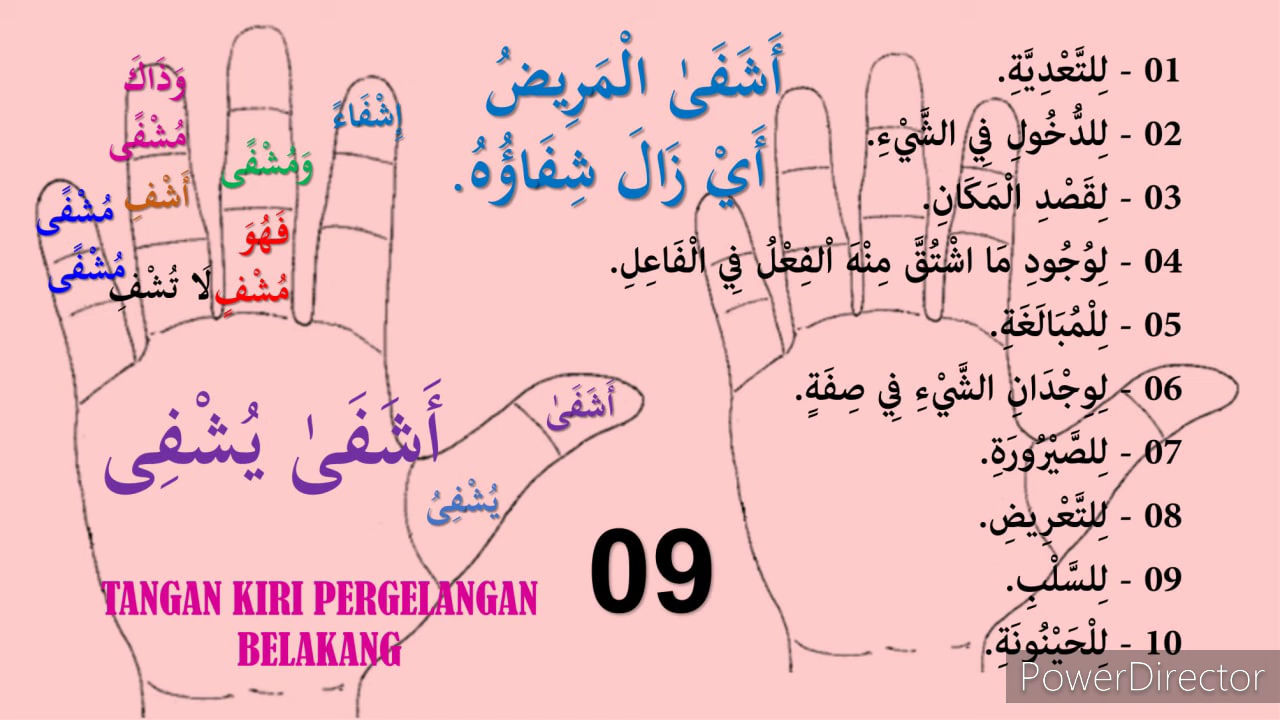 أَشَفَىٰ الْمَرِيضُ
أَيْ زَالَ شِفَاؤُهُ.
01 - لِلتَّعْدِيَّةِ.
02 - لِلدُّخُولِ فِي الشَّيْءِ.
03 - لِقَصْدِ الْمَكَانِ.
04 - لِوُجُودِ مَا اشْتُقَّ مِنْهَ اْلفِعْلُ فِي الْفَاعِلِ.
05 - لِلْمُبَالَغَةِ.
06 - لِوِجْدَانِ الشَّيْءِ فِي صِفَةٍ.
07 - لِلصَّيْرُورَةِ.
08 - لِلتَّعْرِيضِ.
09 - لِلسَّلْبِ.
10 - لِلْحَيْنُونَةِ.
أَشَفَىٰ
يُشْفِىُ
إِشْفَاءً
وَمُشْفًى
فَهُوَ
مُشْفٍ
وَذَاكَ
مُشْفًى
أَشْفِ
لَا تُشْفِ
مُشْفًى
مُشْفًى
أَشَفَىٰ يُشْفِى
09
TANGAN KIRI PERGELANGAN
BELAKANG
PowerDirector